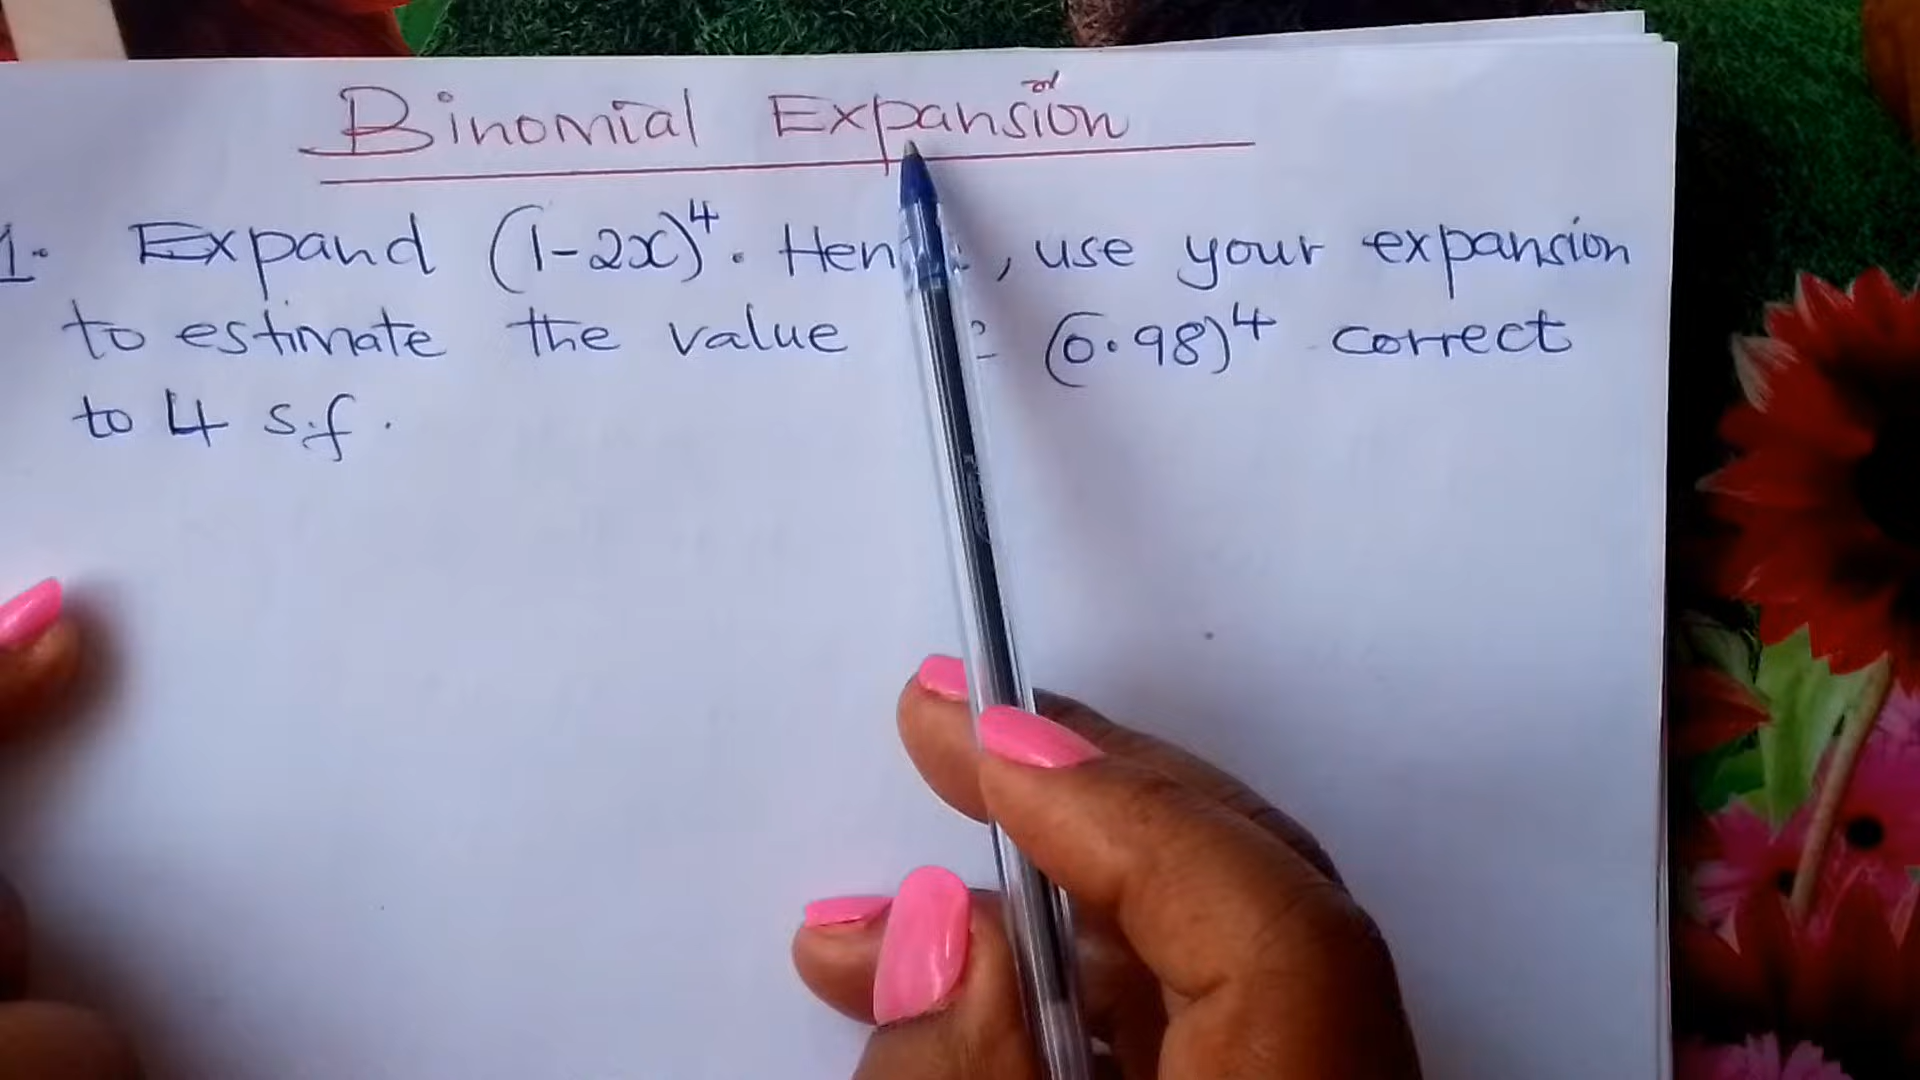 Binomial Expansion
1. Expand (1-2x)⁴. , use your expansion
to estimate the value (0.98)⁴ correct
to 4 s.f.